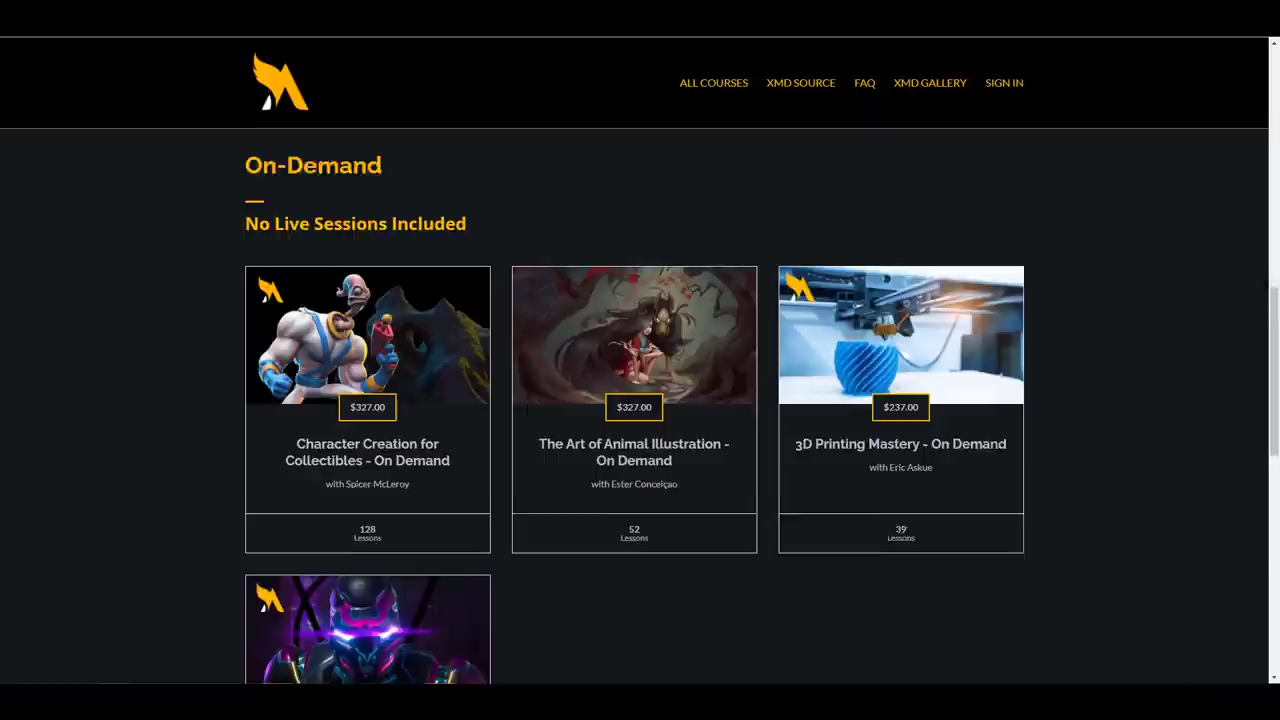 ALL COURSES XMD SOURCE FAQ XMD GALLERY SIGN IN
On-Demand
No Live Sessions Included
$327.00
Character Creation for
Collectibles - On Demand
with Spicer McLeroy
128
Lessons
$327.00
The Art of Animal Illustration -
On Demand
with Ester Conceiçao
52
Lessons
$237.00
3D Printing Mastery - On Demand
with Eric Askue
39
Lessons